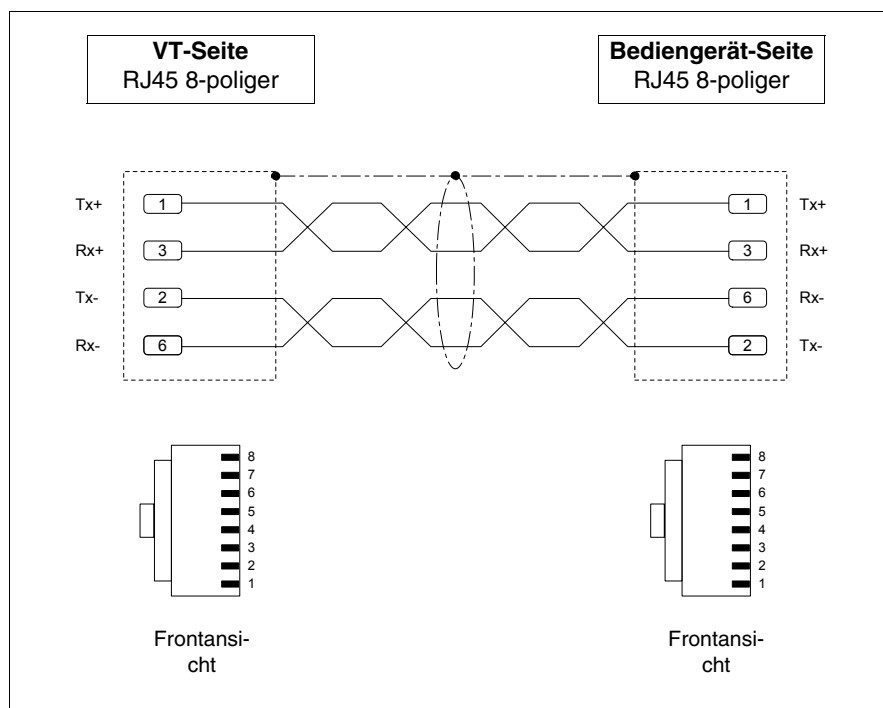 VT-Seite
RJ45 8-poliger
Bediengerät-Seite
RJ45 8-poliger
Tx+ 1 1 Tx+
Rx+ 3 3 Rx+
Tx- 2 6 Rx-
Rx- 6 2 Tx-
8
7
6
5
4
3
2
1
8
7
6
5
4
3
2
1
Frontansi-
cht
Frontansi-
cht